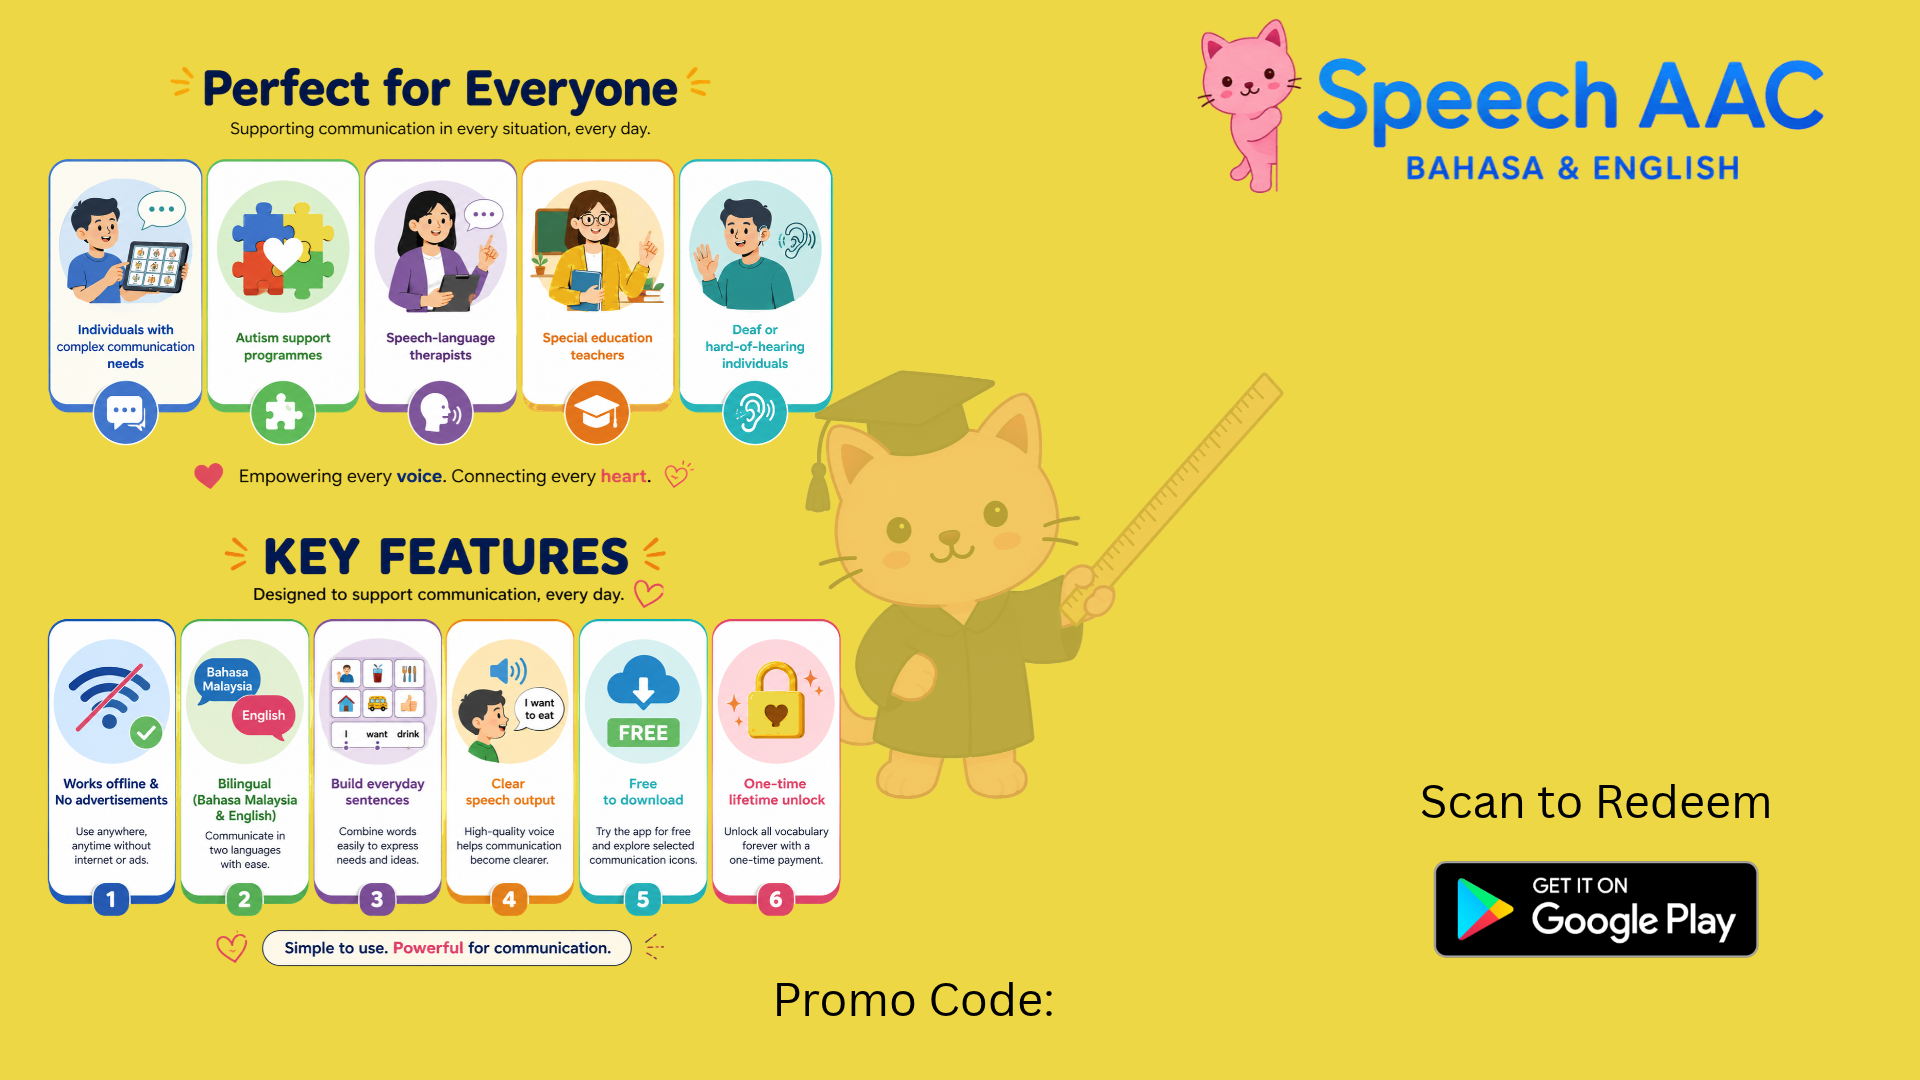 Perfect for Everyone
Supporting communication in every situation, every day.
Individuals with
complex communication
needs
Autism support
programmes
Speech-language
therapists
Special education
teachers
Deaf or
hard-of-hearing
individuals
Empowering every voice. Connecting every heart.
KEY FEATURES
Designed to support communication, every day.
Bahasa
Malaysia
English
I want drink
I want
to eat
FREE
Works offline &
No advertisements
Use anywhere,
anytime without
internet or ads.
1
Bilingual
(Bahasa Malaysia
& English)
Communicate in
two languages
with ease.
2
Build everyday
sentences
Combine words
easily to express
needs and ideas.
3
Clear
speech output
High-quality voice
helps communication
become clearer.
4
Free
to download
Try the app for free
and explore selected
communication icons.
5
One-time
lifetime unlock
Unlock all vocabulary
forever with a
one-time payment.
6
Simple to use. Powerful for communication.
Speech AAC
BAHASA & ENGLISH
Scan to Redeem
GET IT ON
Google Play
Promo Code: